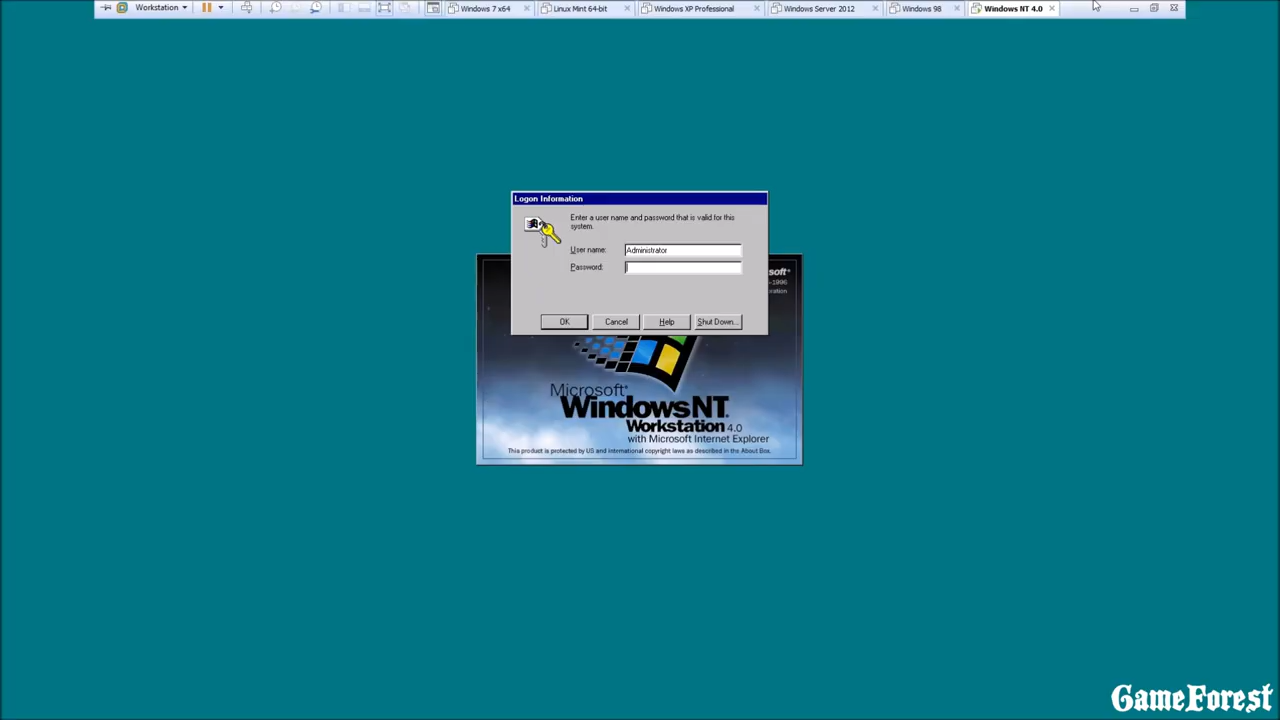 Workstation
Windows 7 x64
Linux Mint 64-bit
Windows XP Professional
Windows Server 2012
Windows 98
Windows NT 4.0
Logon Information
Enter a user name and password that is valid for this
system.
User name: Administrator
Password:
OK Cancel Help Shut Down...
soft®
-1996
oration
Microsoft®
Windows NT®
Workstation 4.0
with Microsoft Internet Explorer
This product is protected by US and International copyright laws as described in the About Box.
GameForest